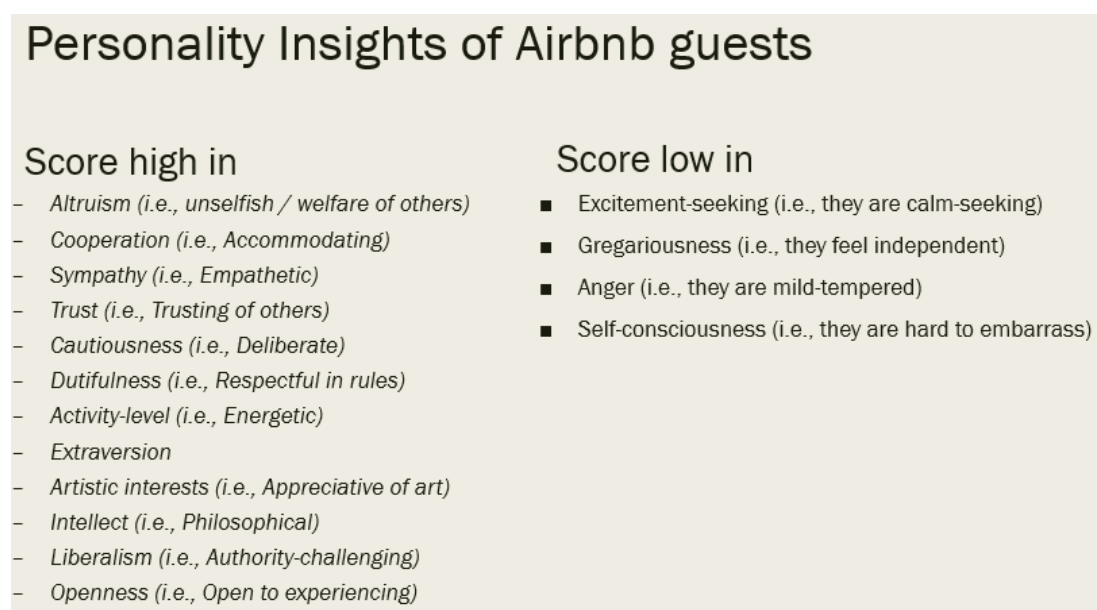 Personality Insights of Airbnb guests
Score high in
– Altruism (i.e., unselfish / welfare of others)
– Cooperation (i.e., Accommodating)
– Sympathy (i.e., Empathetic)
– Trust (i.e., Trusting of others)
– Cautiousness (i.e., Deliberate)
– Dutifulness (i.e., Respectful in rules)
– Activity-level (i.e., Energetic)
– Extraversion
– Artistic interests (i.e., Appreciative of art)
– Intellect (i.e., Philosophical)
– Liberalism (i.e., Authority-challenging)
– Openness (i.e., Open to experiencing)
Score low in
■ Excitement-seeking (i.e., they are calm-seeking)
■ Gregariousness (i.e., they feel independent)
■ Anger (i.e., they are mild-tempered)
■ Self-consciousness (i.e., they are hard to embarrass)